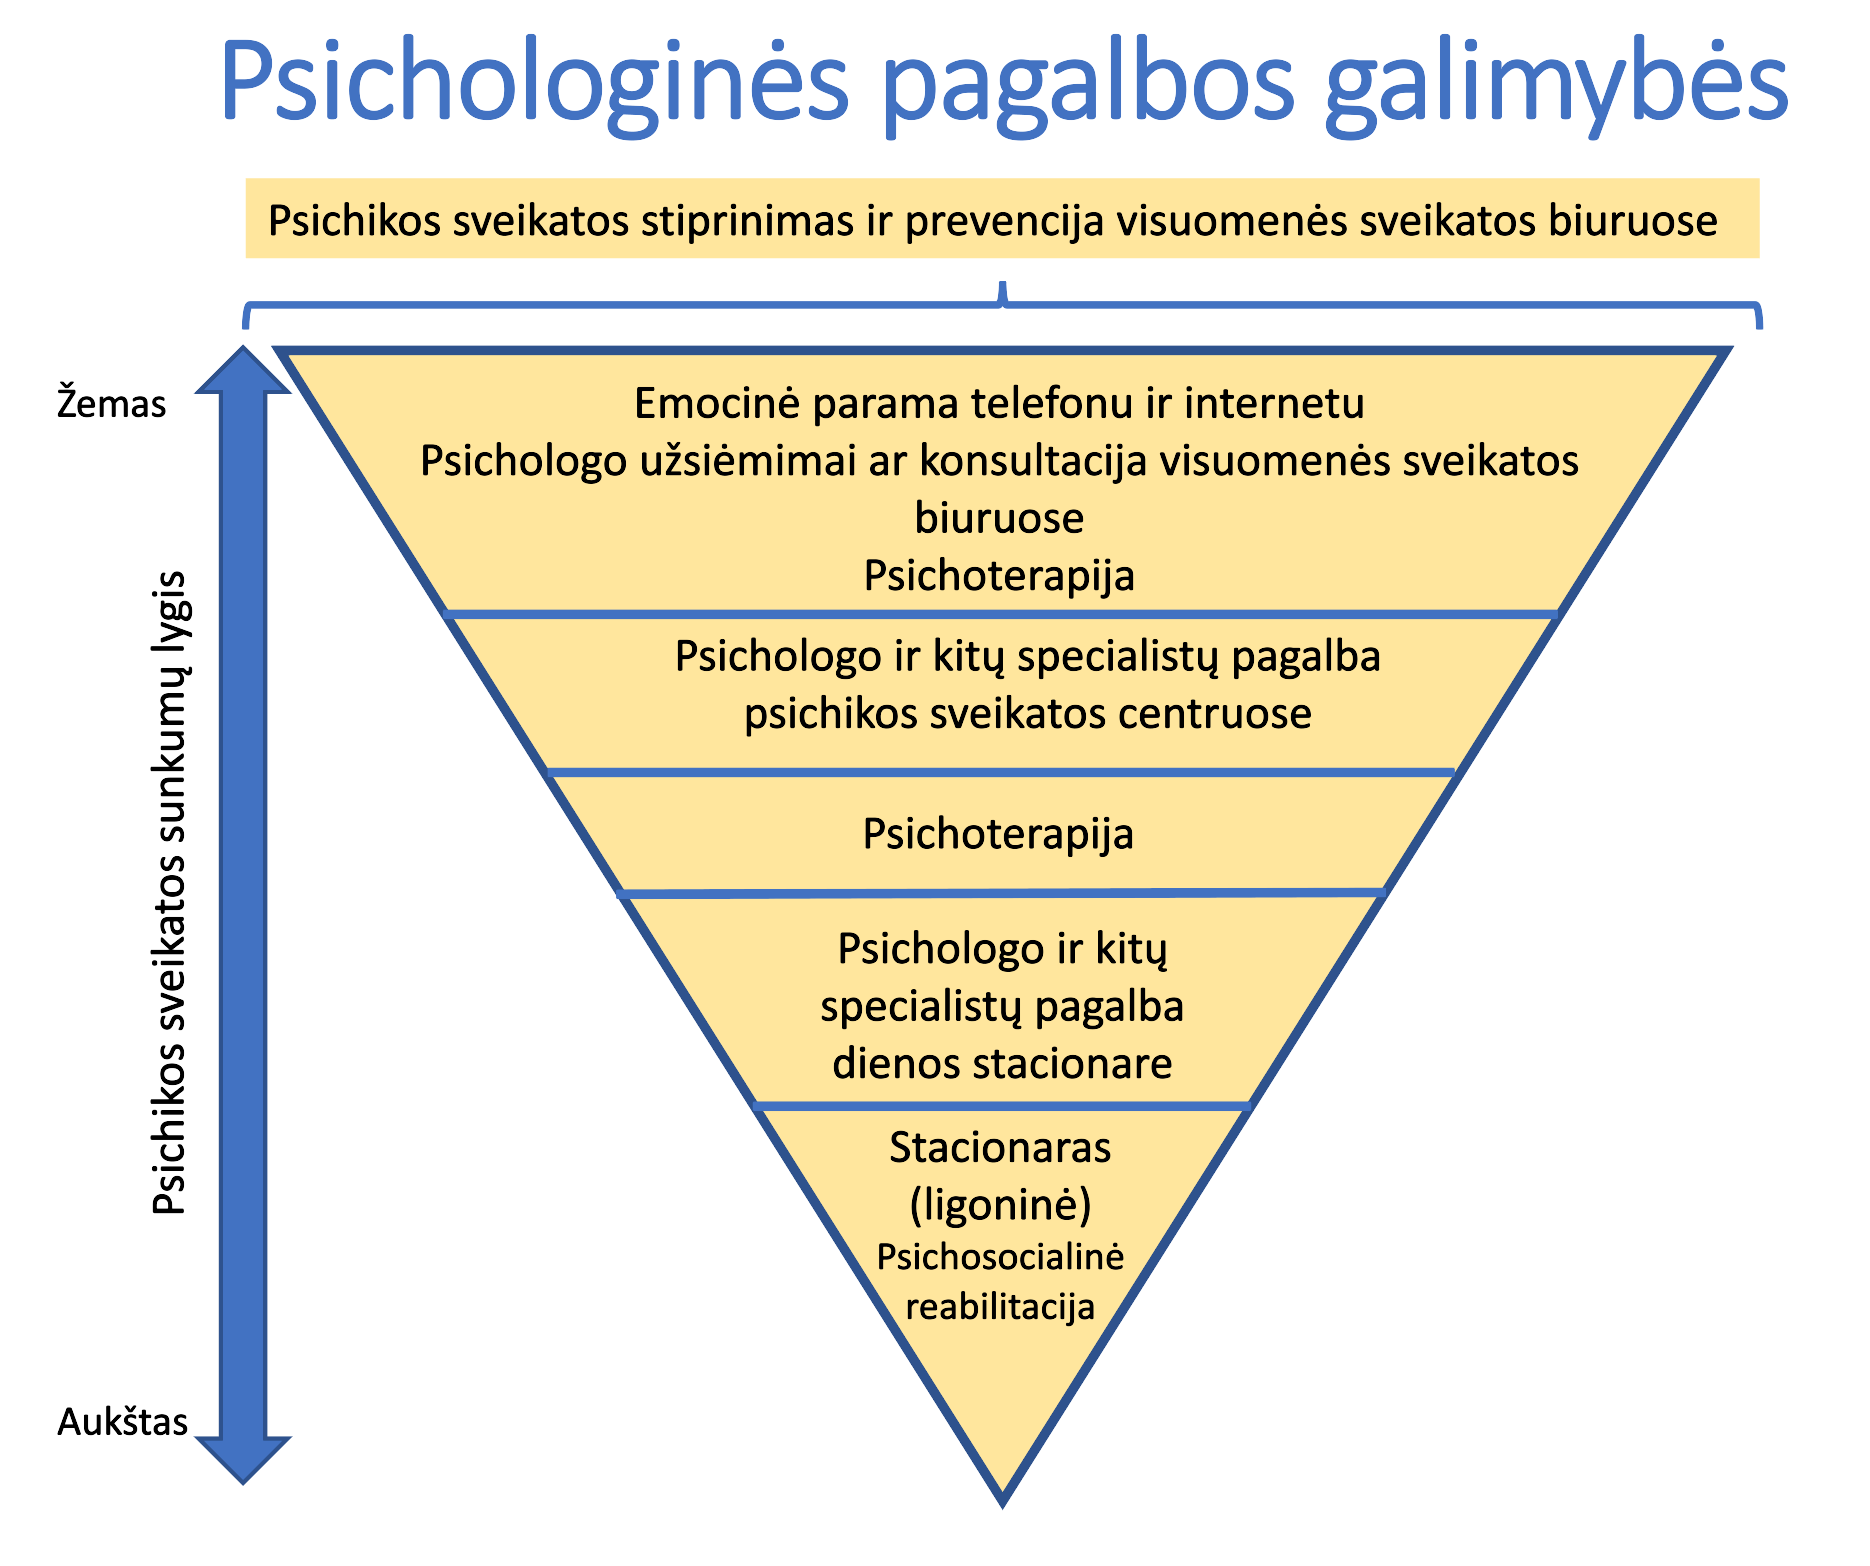 Psichologinės pagalbos galimybės
Psichikos sveikatos stiprinimas ir prevencija visuomenės sveikatos biuruose
Žemas
Psichikos sveikatos sunkumų lygis
Aukštas
Emocinė parama telefonu ir internetu
Psichologo užsiėmimai ar konsultacija visuomenės sveikatos
biuruose
Psichoterapija
Psichologo ir kitų specialistų pagalba
psichikos sveikatos centruose
Psichoterapija
Psichologo ir kitų
specialistų pagalba
dienos stacionare
Stacionaras
(ligoninė)
Psichosocialinė
reabilitacija